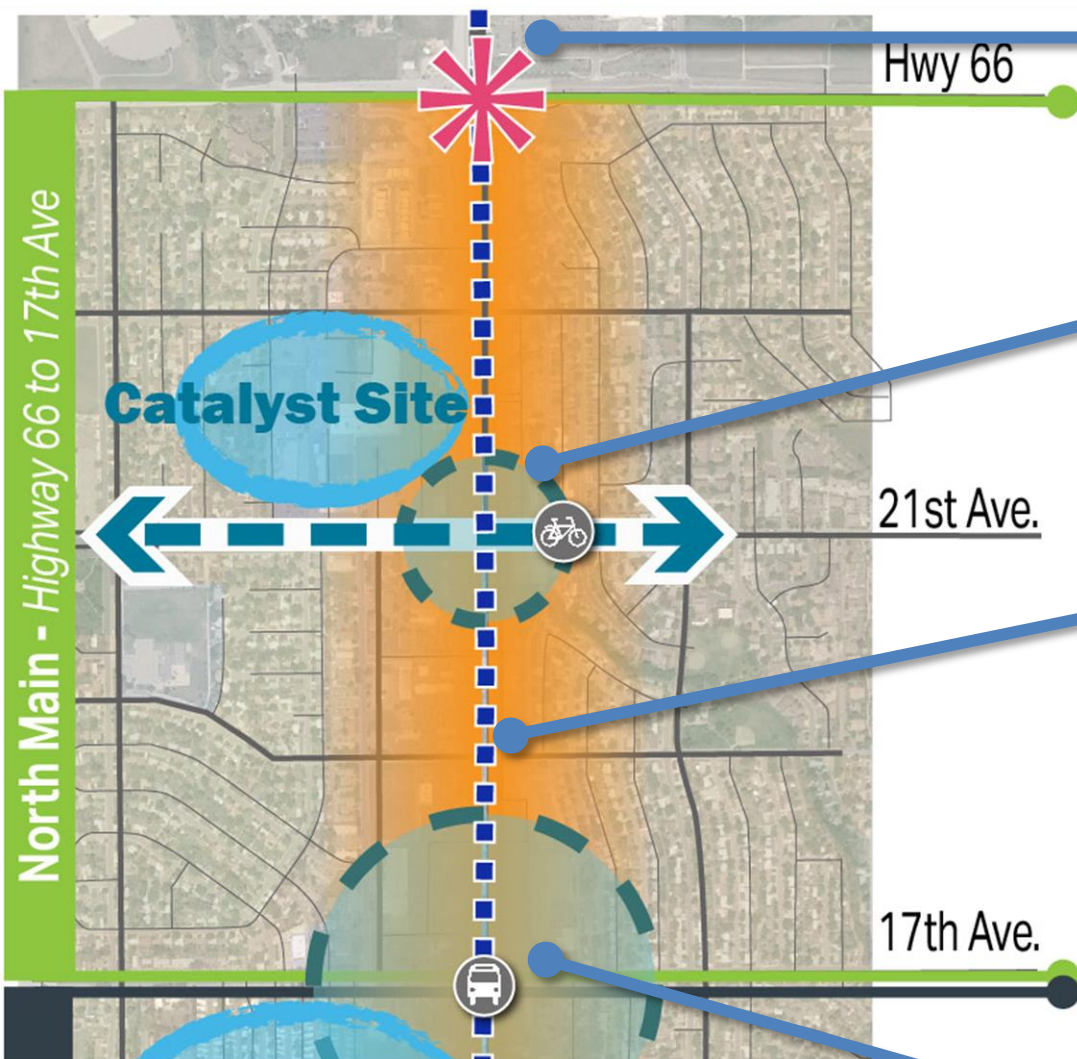 Hwy 66
North Main - Highway 66 to 17th Ave
Catalyst Site
21st Ave.
17th Ave.